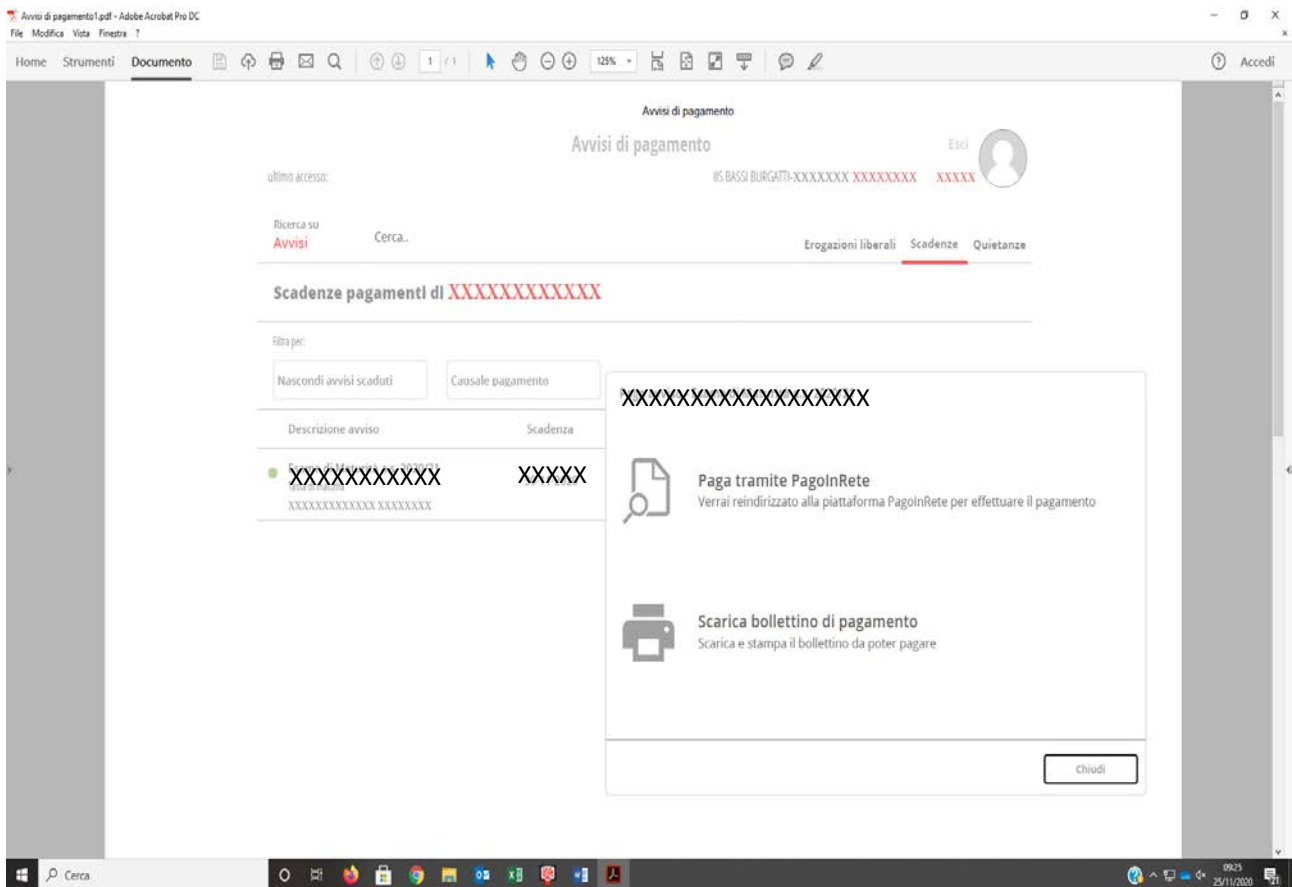 Avvisi di pagamento1.pdf - Adobe Acrobat Pro DC
File Modifica Vista Finestra ?
Home Strumenti Documento 1 / 1 125% Accedi
Avvisi di pagamento
Avvisi di pagamento Esci
ultimo accesso: IIS BASSI BURGATTI-XXXXXXX XXXXXXXX XXXXX
Ricerca su
Avvisi Cerca.. Erogazioni liberali Scadenze Quietanze
Scadenze pagamenti di XXXXXXXXXXXX
Filtra per:
Nascondi avvisi scaduti Causale pagamento
XXXXXXXXXXXXXXXXXX
Descrizione avviso Scadenza
XXXXXXXXXXX XXXXX
XXXXXXXXXXXXX XXXXXXXX
Paga tramite PagoInRete
Verrai reindirizzato alla piattaforma PagoInRete per effettuare il pagamento
Scarica bollettino di pagamento
Scarica e stampa il bollettino da poter pagare
Chiudi
Cerca
09:25
25/11/2020
21